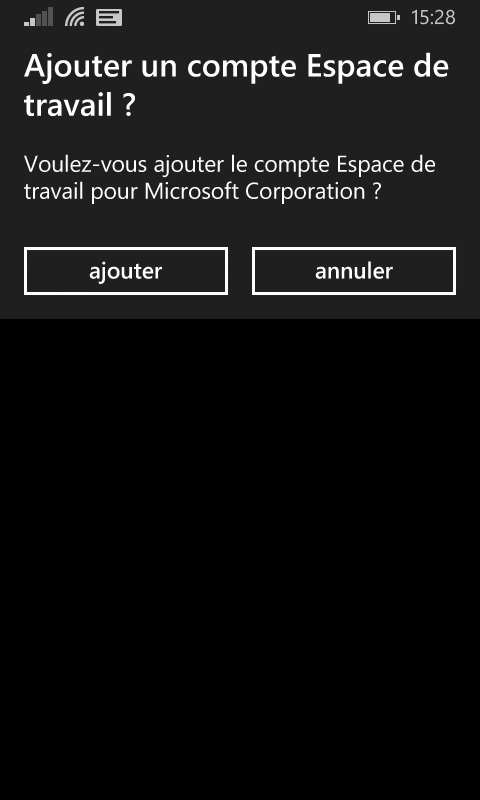 15:28
Ajouter un compte Espace de
travail ?
Voulez-vous ajouter le compte Espace de
travail pour Microsoft Corporation ?
ajouter
annuler